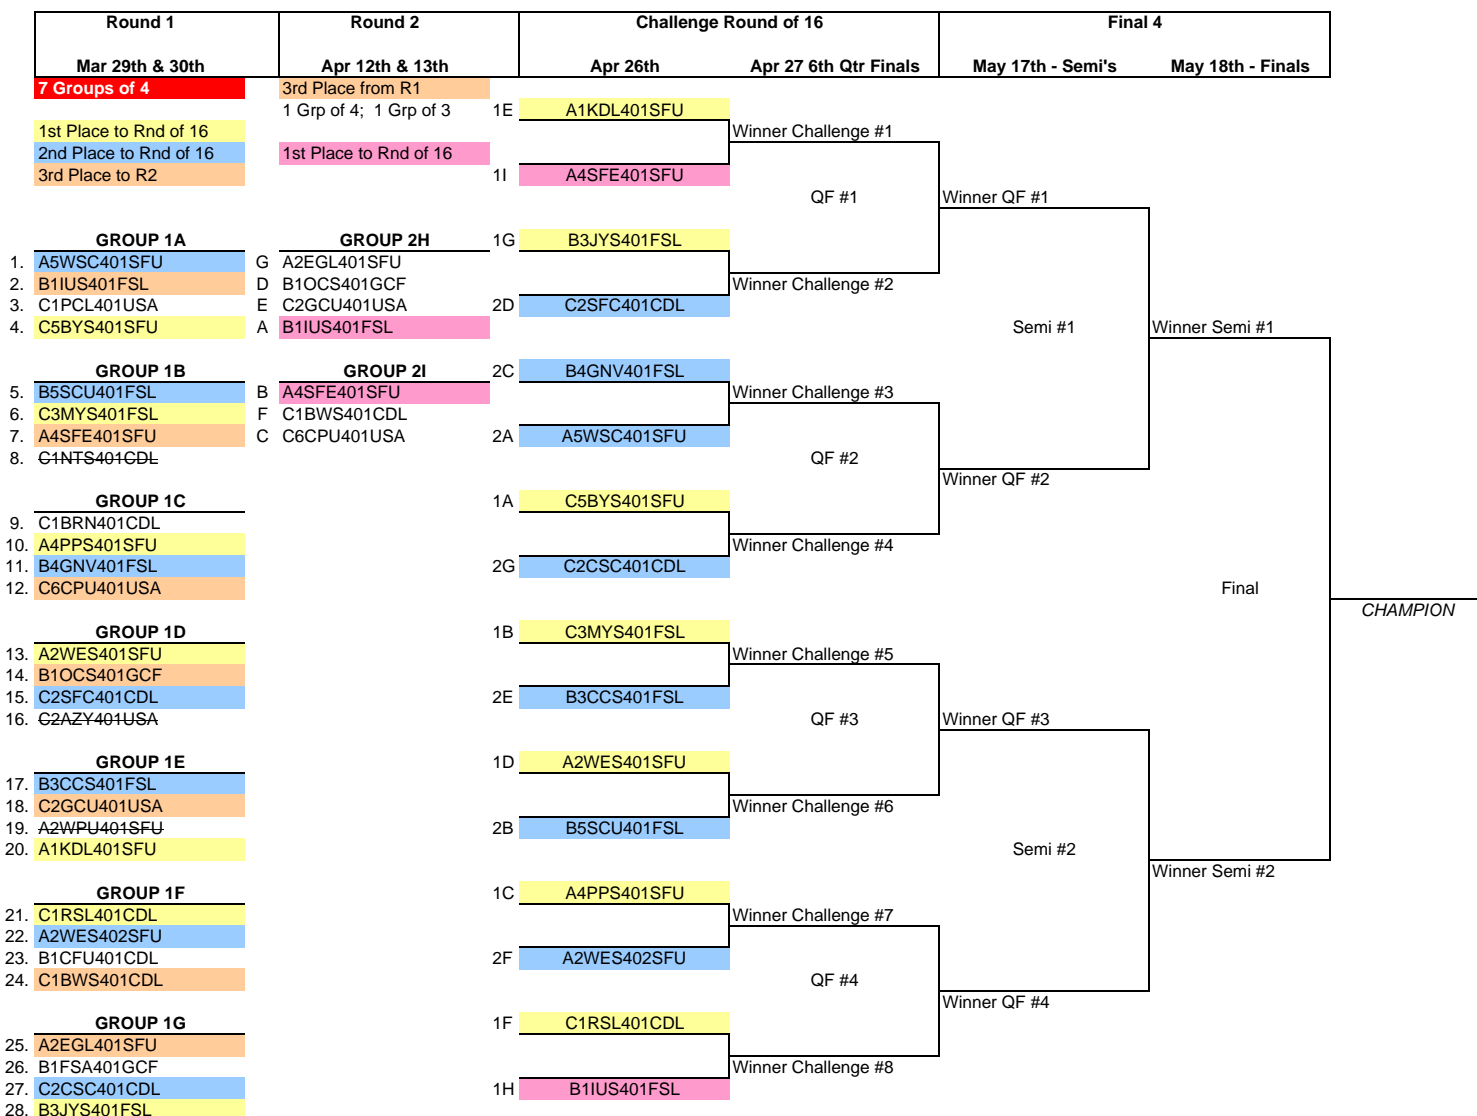 Round 1 Round 2 Challenge Round of 16 Final 4
Mar 29th & 30th Apr 12th & 13th Apr 26th Apr 27 6th Qtr Finals May 17th - Semi's May 18th - Finals
7 Groups of 4 3rd Place from R1
1 Grp of 4; 1 Grp of 3 1E A1KDL401SFU
1st Place to Rnd of 16 Winner Challenge #1
2nd Place to Rnd of 16 1st Place to Rnd of 16
3rd Place to R2 1I A4SFE401SFU
QF #1 Winner QF #1
GROUP 1A GROUP 2H 1G B3JYS401FSL
1. A5WSC401SFU G A2EGL401SFU
2. B1IUS401FSL D B1OCS401GCF Winner Challenge #2
3. C1PCL401USA E C2GCU401USA 2D C2SFC401CDL
4. C5BYS401SFU A B1IUS401FSL Semi #1 Winner Semi #1
GROUP 1B GROUP 2I 2C B4GNV401FSL
5. B5SCU401FSL B A4SFE401SFU Winner Challenge #3
6. C3MYS401FSL F C1BWS401CDL
7. A4SFE401SFU C C6CPU401USA 2A A5WSC401SFU
8. C1NTS401CDL QF #2
Winner QF #2
GROUP 1C 1A C5BYS401SFU
9. C1BRN401CDL
10. A4PPS401SFU Winner Challenge #4
11. B4GNV401FSL 2G C2CSC401CDL
12. C6CPU401USA Final
CHAMPION
GROUP 1D 1B C3MYS401FSL
13. A2WES401SFU Winner Challenge #5
14. B1OCS401GCF
15. C2SFC401CDL 2E B3CCS401FSL
16. C2AZY401USA QF #3 Winner QF #3
GROUP 1E 1D A2WES401SFU
17. B3CCS401FSL
18. C2GCU401USA Winner Challenge #6
19. A2WPU401SFU 2B B5SCU401FSL
20. A1KDL401SFU Semi #2
Winner Semi #2
GROUP 1F 1C A4PPS401SFU
21. C1RSL401CDL Winner Challenge #7
22. A2WES402SFU
23. B1CFU401CDL 2F A2WES402SFU
24. C1BWS401CDL QF #4
Winner QF #4
GROUP 1G 1F C1RSL401CDL
25. A2EGL401SFU
26. B1FSA401GCF Winner Challenge #8
27. C2CSC401CDL 1H B1IUS401FSL
28. B3JYS401FSL